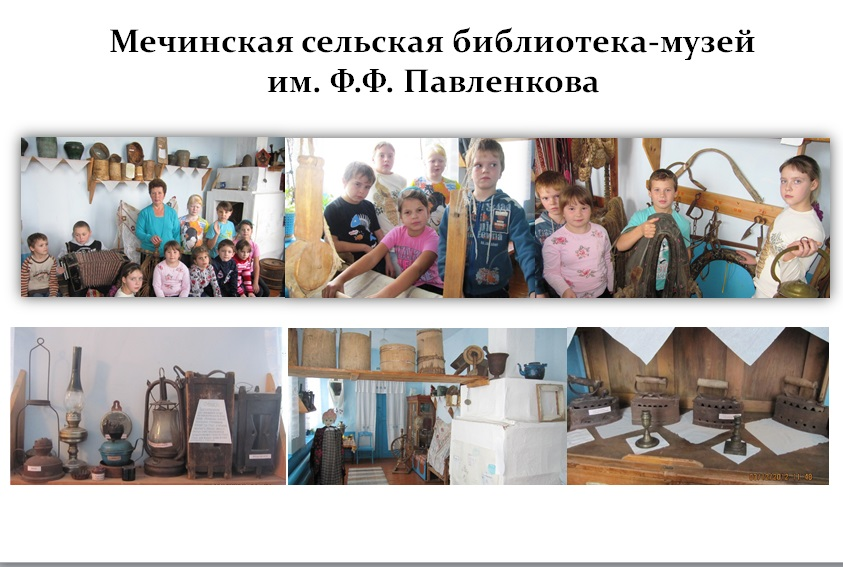 Мечинская сельская библиотека-музей
им. Ф.Ф. Павленкова